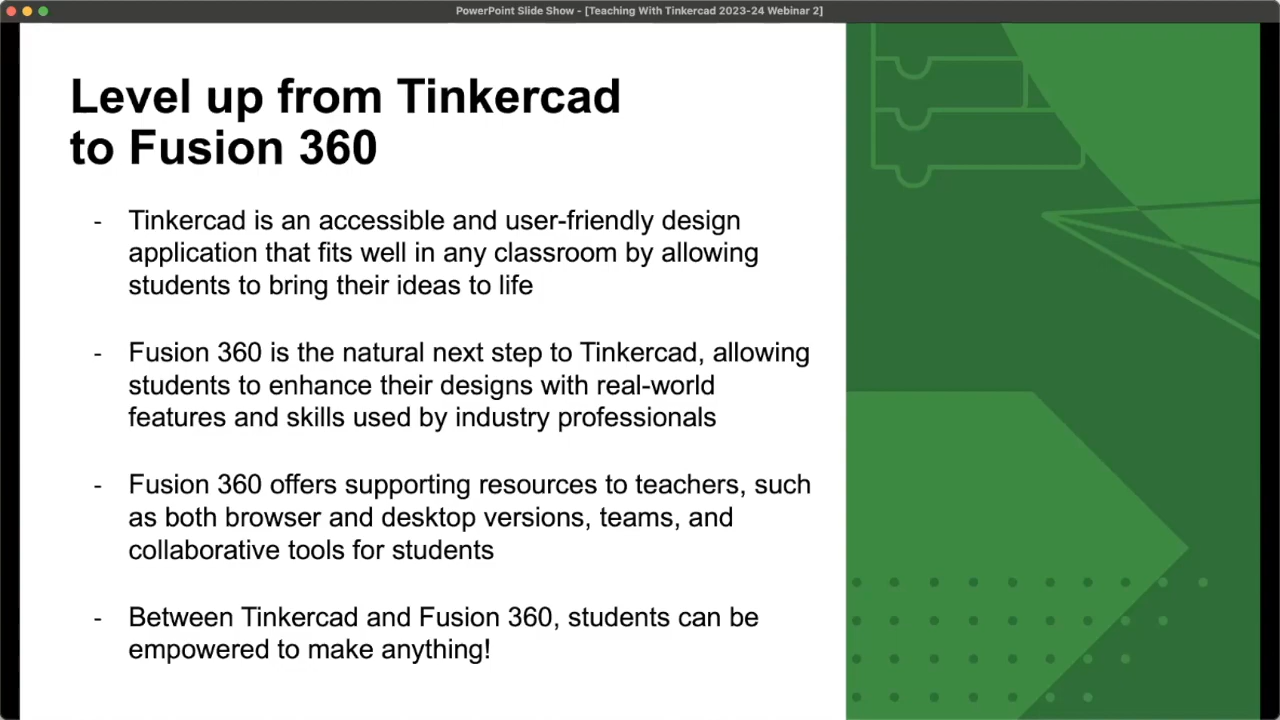 PowerPoint Slide Show - [Teaching With Tinkercad 2023-24 Webinar 2]
Level up from Tinkercad
to Fusion 360
- Tinkercad is an accessible and user-friendly design
application that fits well in any classroom by allowing
students to bring their ideas to life
- Fusion 360 is the natural next step to Tinkercad, allowing
students to enhance their designs with real-world
features and skills used by industry professionals
- Fusion 360 offers supporting resources to teachers, such
as both browser and desktop versions, teams, and
collaborative tools for students
- Between Tinkercad and Fusion 360, students can be
empowered to make anything!